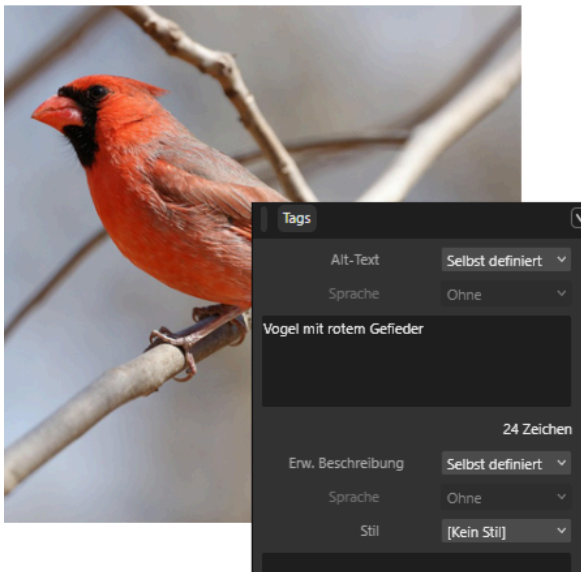 Tags
Alt-Text Selbst definiert
Sprache Ohne
Vogel mit rotem Gefieder
24 Zeichen
Erw. Beschreibung Selbst definiert
Sprache Ohne
Stil [Kein Stil]